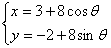 x = 3 + 8 cos θ
y = −2 + 8 sin θ